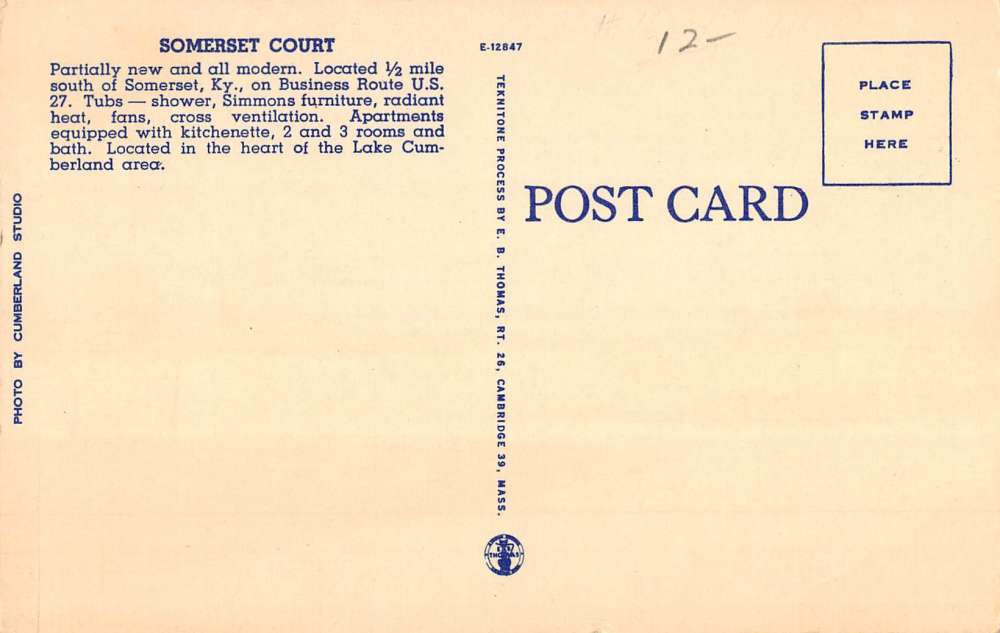 SOMERSET COURT
Partially new and all modern. Located ½ mile
south of Somerset, Ky., on Business Route U.S.
27. Tubs — shower, Simmons furniture, radiant
heat, fans, cross ventilation. Apartments
equipped with kitchenette, 2 and 3 rooms and
bath. Located in the heart of the Lake Cum-
berland area.
PHOTO BY CUMBERLAND STUDIO
E-12847
TEKNITONE PROCESS BY E. B. THOMAS, RT. 26, CAMBRIDGE 39, MASS.
THOMAS
12-
POST CARD
PLACE
STAMP
HERE